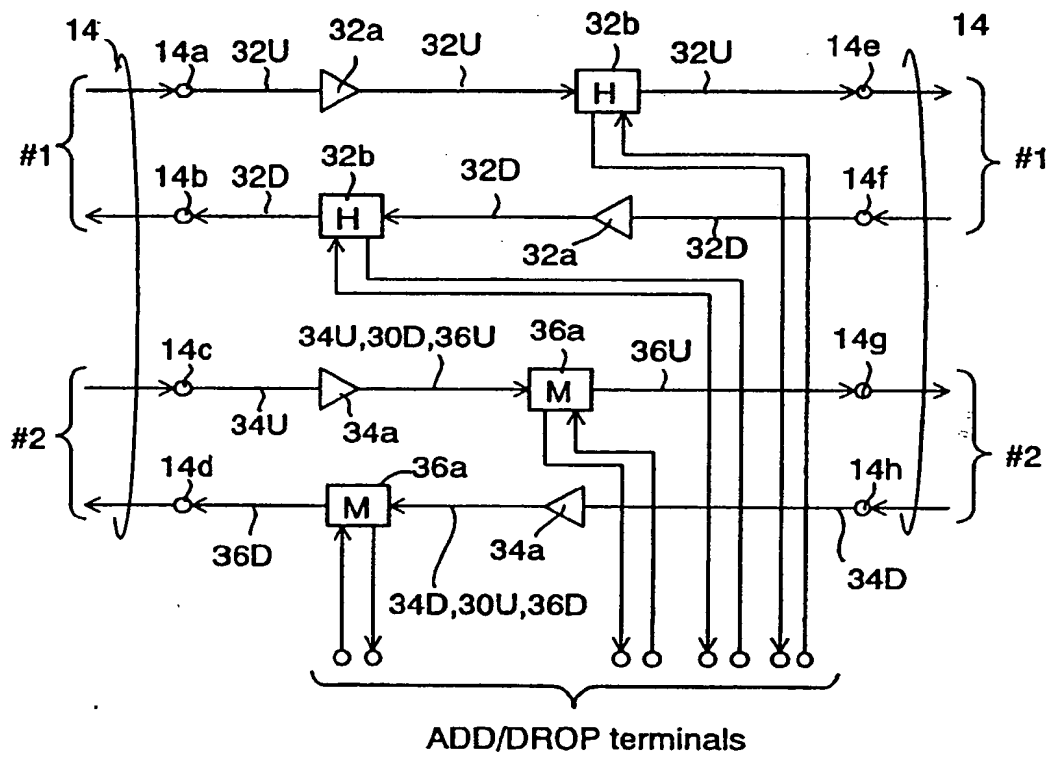 14 14a 32U 32a 32U 32b 32U 14e 14
H
#1 #1
14b 32D 32b 32D 14f
H
32a 32D
14c 34U,30D,36U 36a 36U 14g
M
34U 34a
#2 #2
14d 36a 14h
M
36D 34a 34D
34D,30U,36D
ADD/DROP terminals